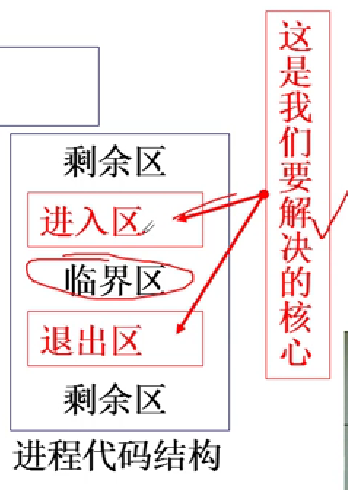 剩余区
进入区
临界区
退出区
剩余区
进程代码结构
这是我们要解决的核心